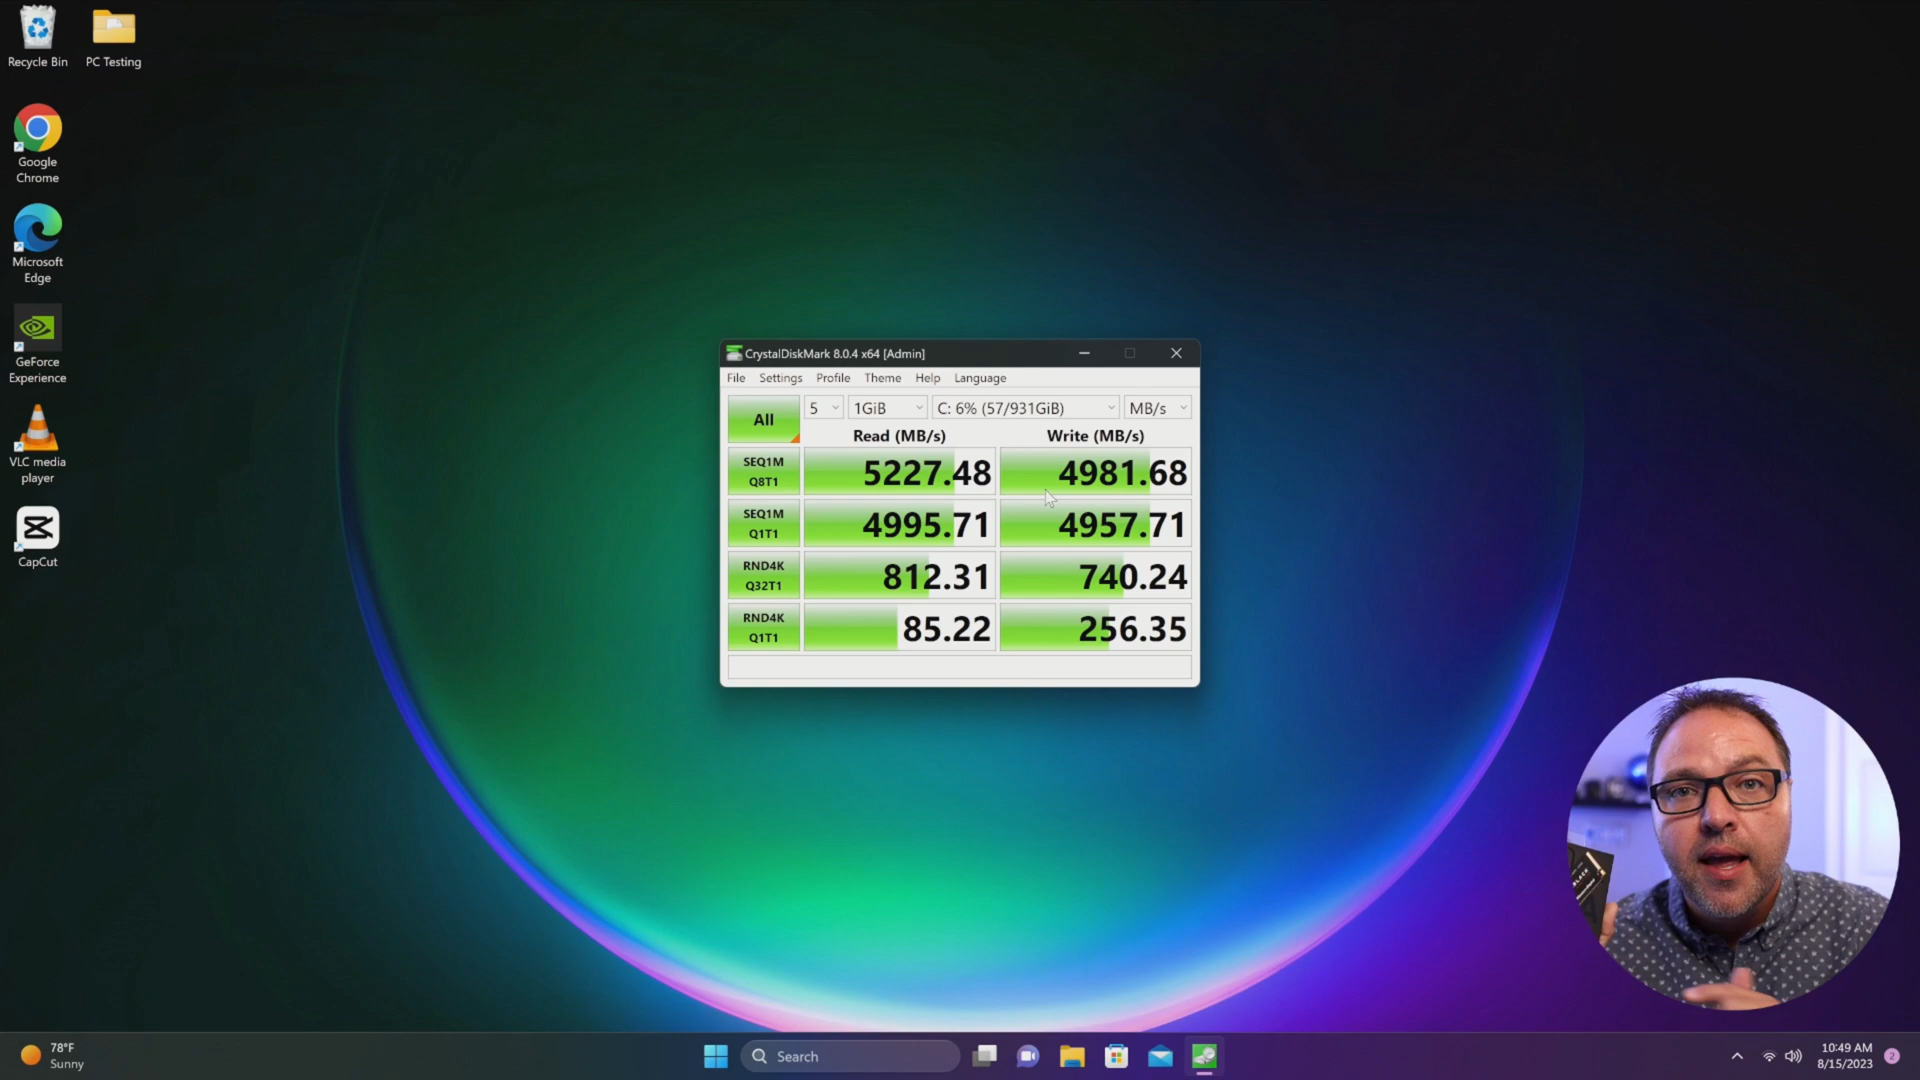 Recycle Bin
PC Testing
Google
Chrome
Microsoft
Edge
GeForce
Experience
VLC media
player
CapCut
CrystalDiskMark 8.0.4 x64 [Admin]
File Settings Profile Theme Help Language
All
5 1GiB C: 6% (57/931GiB) MB/s
Read (MB/s) Write (MB/s)
SEQ1M
Q8T1
5227.48 4981.68
SEQ1M
Q1T1
4995.71 4957.71
RND4K
Q32T1
812.31 740.24
RND4K
Q1T1
85.22 256.35
BLACK
78°F
Sunny
Search
10:49 AM
8/15/2023
2